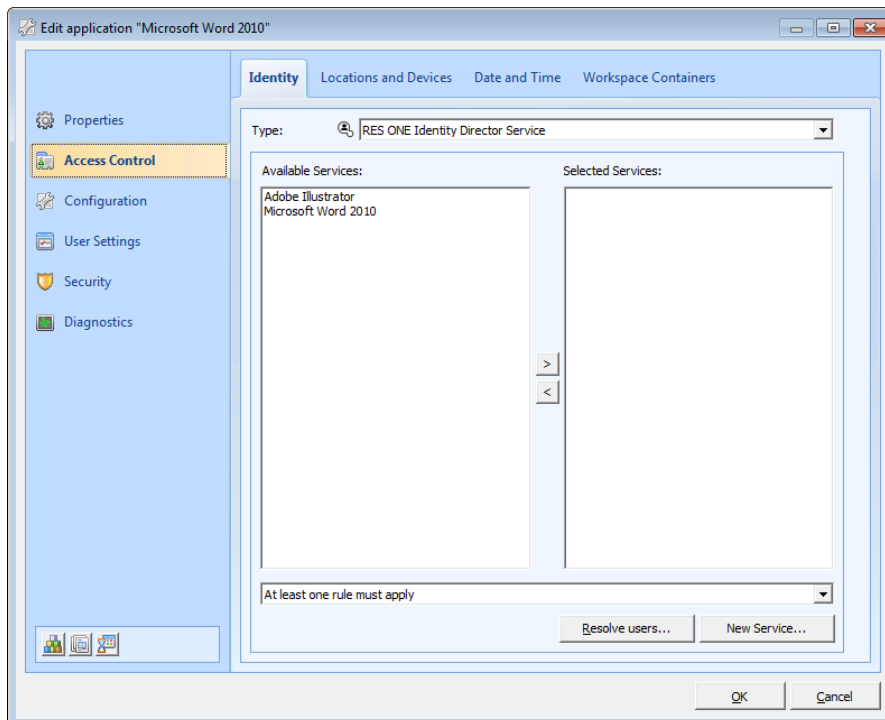 Edit application "Microsoft Word 2010"
Identity
Locations and Devices
Date and Time
Workspace Containers
Properties
Access Control
Configuration
User Settings
Security
Diagnostics
Type:
RES ONE Identity Director Service
Available Services:
Selected Services:
Adobe Illustrator
Microsoft Word 2010
>
<
At least one rule must apply
Resolve users...
New Service...
OK
Cancel